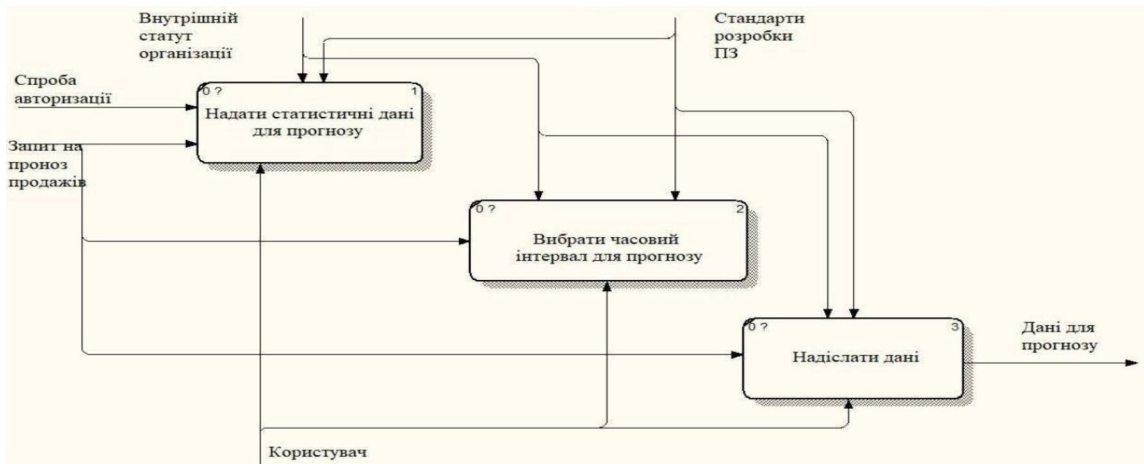 Внутрішній
статут
організації
Стандарти
розробки
ПЗ
Спроба
авторизації
0 ?
1
Надати статистичні дані
для прогнозу
Запит на
проноз
продажів
0 ?
2
Вибрати часовий
інтервал для прогнозу
0 ?
3
Надіслати дані
Дані для
прогнозу
Користувач